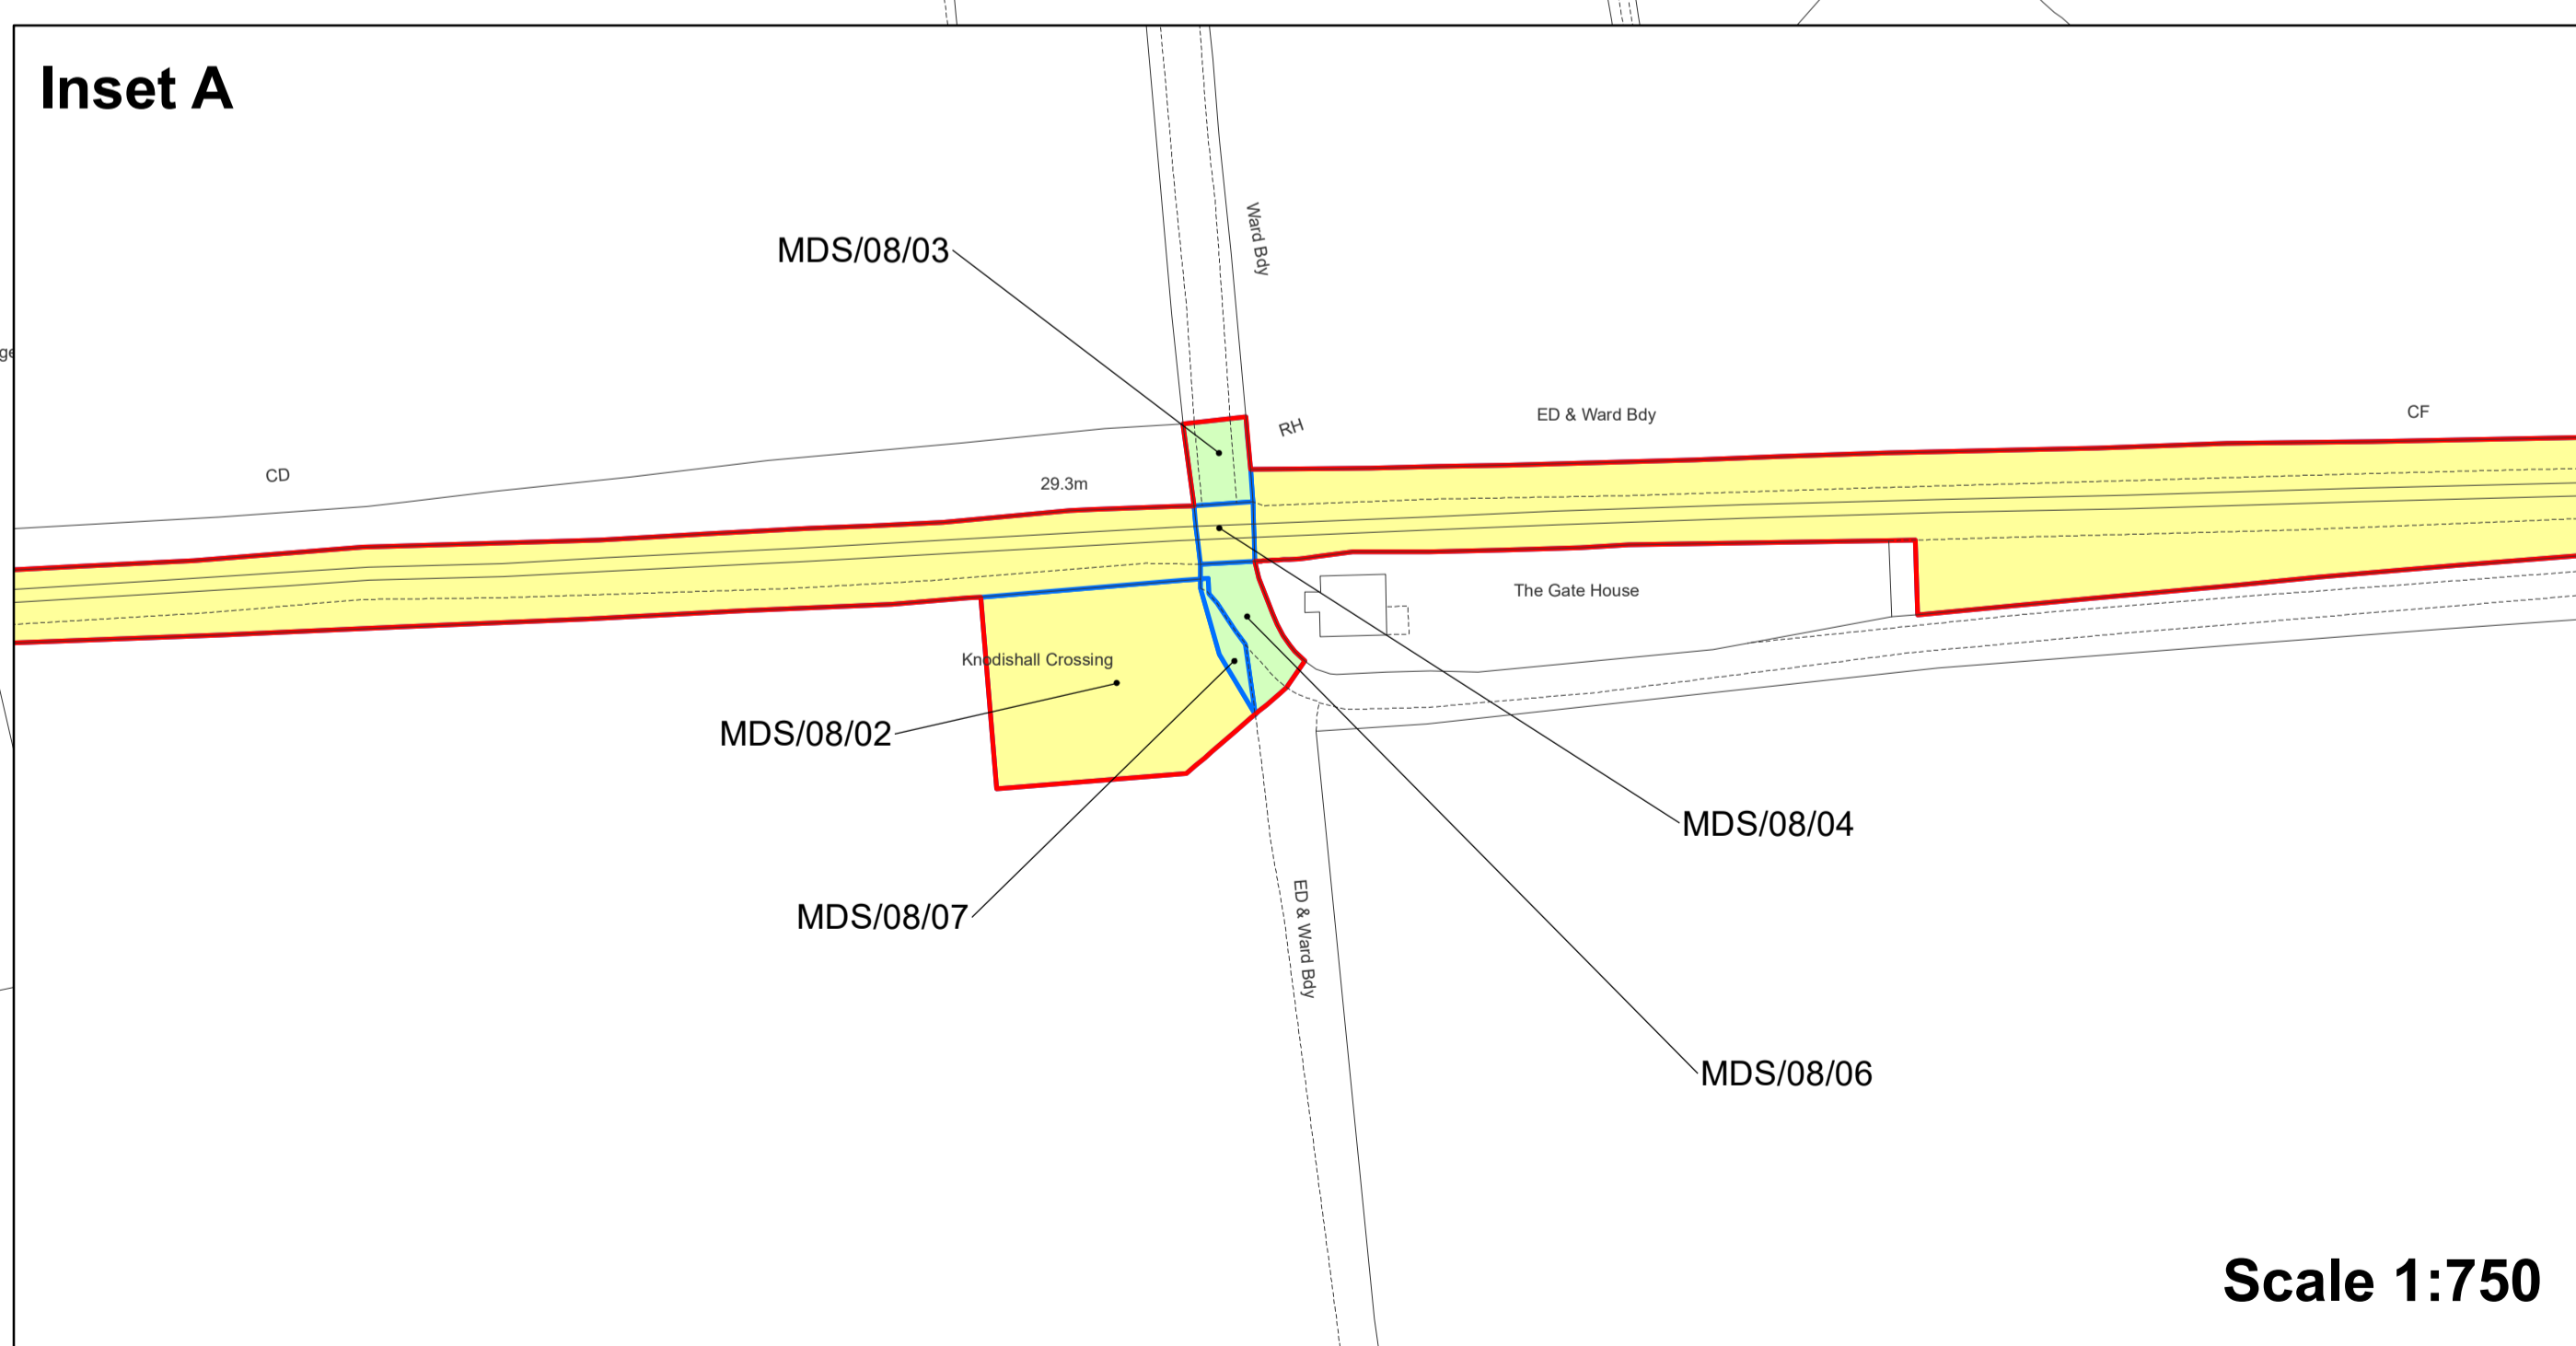 Inset A
Ward Bdy
MDS/08/03
ge
RH
ED & Ward Bdy
CF
CD
29.3m
The Gate House
Knodishall Crossing
MDS/08/02
MDS/08/04
MDS/08/07
ED & Ward Bdy
MDS/08/06
Scale 1:750